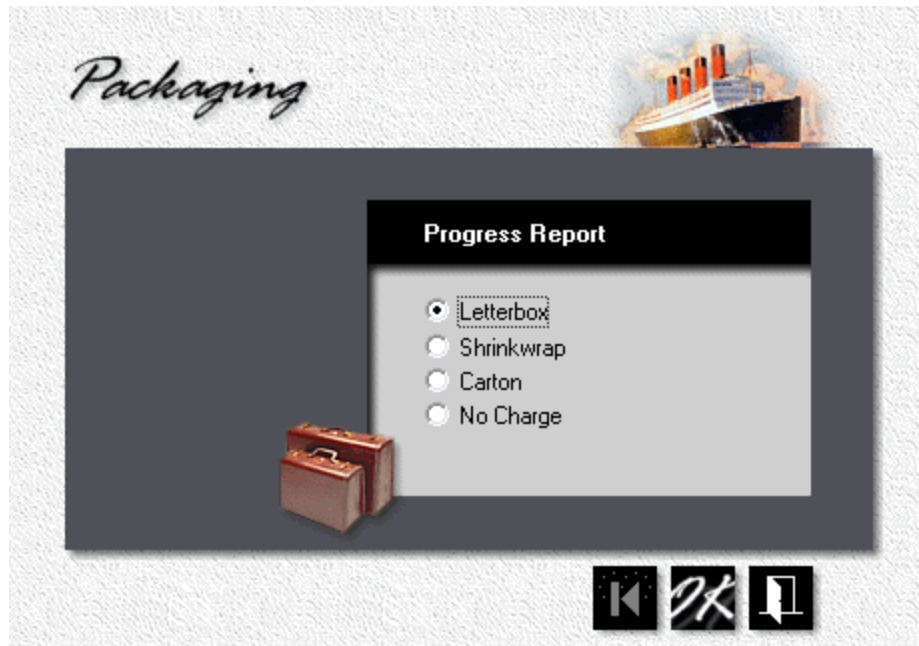 Packaging
Progress Report
Letterbox
Shrinkwrap
Carton
No Charge
OK